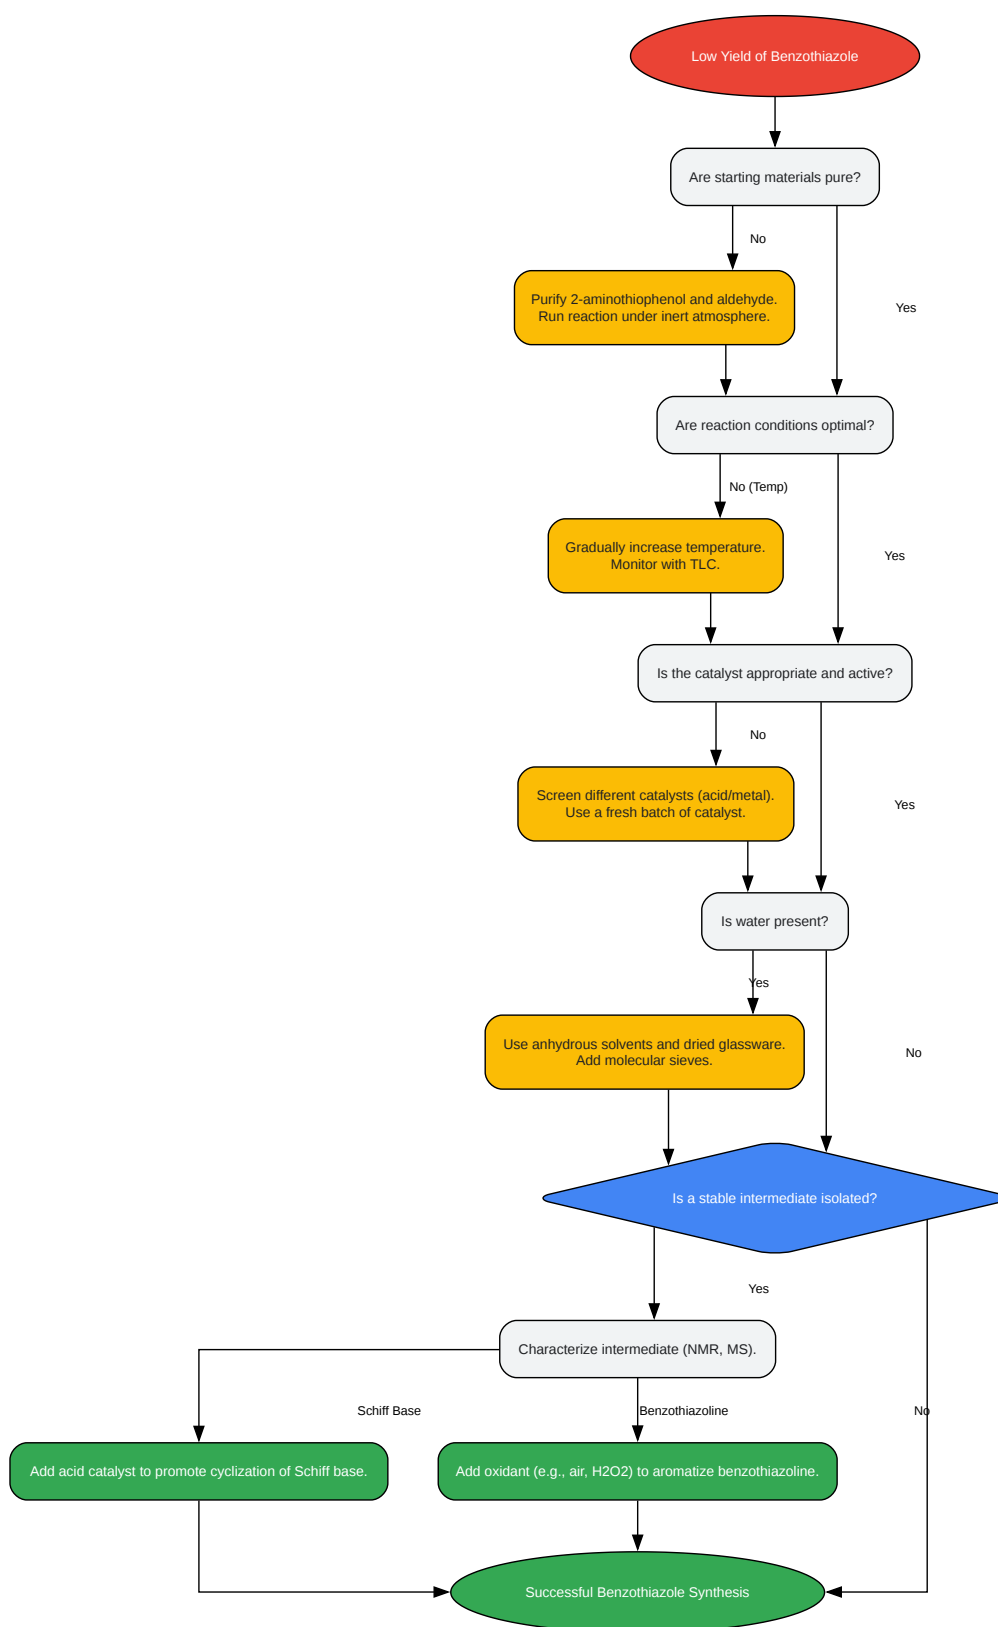 Low Yield of Benzothiazole
Are starting materials pure?
No
Purify 2-aminothiophenol and aldehyde.
Run reaction under inert atmosphere.
Yes
Are reaction conditions optimal?
No (Temp)
Gradually increase temperature.
Monitor with TLC.
Yes
Is the catalyst appropriate and active?
No
Screen different catalysts (acid/metal).
Use a fresh batch of catalyst.
Yes
Is water present?
Yes
Use anhydrous solvents and dried glassware.
Add molecular sieves.
No
Is a stable intermediate isolated?
Yes
Characterize intermediate (NMR, MS).
Schiff Base
Benzothiazoline
No
Add acid catalyst to promote cyclization of Schiff base.
Add oxidant (e.g., air, H2O2) to aromatize benzothiazoline.
Successful Benzothiazole Synthesis